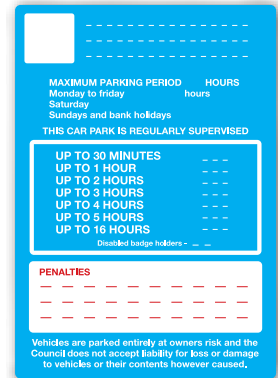 MAXIMUM PARKING PERIOD HOURS
Monday to friday hours
Saturday
Sundays and bank holidays
THIS CAR PARK IS REGULARLY SUPERVISED
UP TO 30 MINUTES _ _ _
UP TO 1 HOUR _ _ _
UP TO 2 HOURS _ _ _
UP TO 3 HOURS _ _ _
UP TO 4 HOURS _ _ _
UP TO 5 HOURS _ _ _
UP TO 16 HOURS _ _ _
Disabled badge holders - _ _
PENALTIES
Vehicles are parked entirely at owners risk and the
Council does not accept liability for loss or damage
to vehicles or their contents however caused.